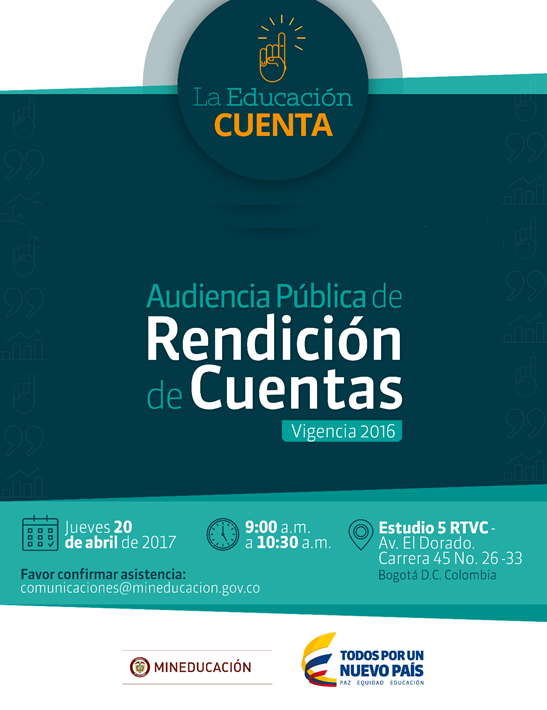 La Educación
CUENTA
Audiencia Pública de
Rendición
de Cuentas
Vigencia 2016
Jueves 20
de abril de 2017
9:00 a.m.
a 10:30 a.m.
Estudio 5 RTVC -
Av. El Dorado.
Carrera 45 No. 26 -33
Bogotá D.C. Colombia
Favor confirmar asistencia:
comunicaciones@mineducacion.gov.co
MINEDUCACIÓN
TODOS POR UN
NUEVO PAÍS
PAZ EQUIDAD EDUCACIÓN